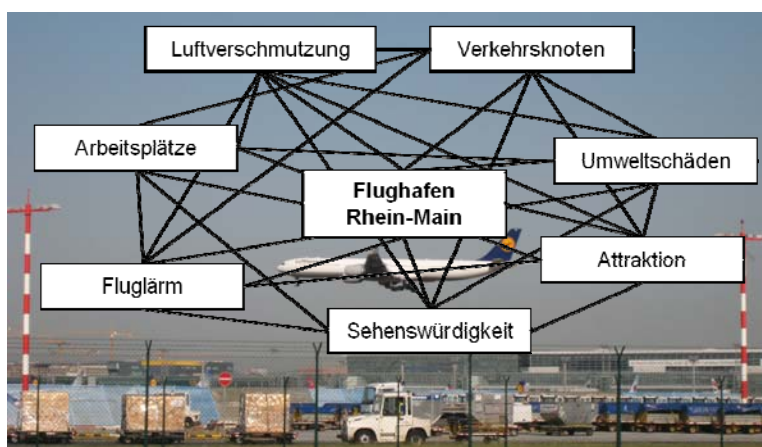 Luftverschmutzung
Verkehrsknoten
Arbeitsplätze
Umweltschäden
Flughafen
Rhein-Main
Fluglärm
Attraktion
Sehenswürdigkeit